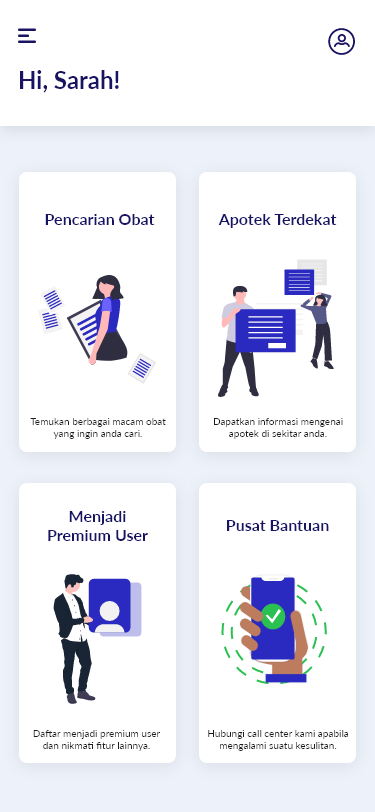 Hi, Sarah!
Pencarian Obat
Temukan berbagai macam obat
yang ingin anda cari.
Apotek Terdekat
Dapatkan informasi mengenai
apotek di sekitar anda.
Menjadi
Premium User
Daftar menjadi premium user
dan nikmati fitur lainnya.
Pusat Bantuan
Hubungi call center kami apabila
mengalami suatu kesulitan.